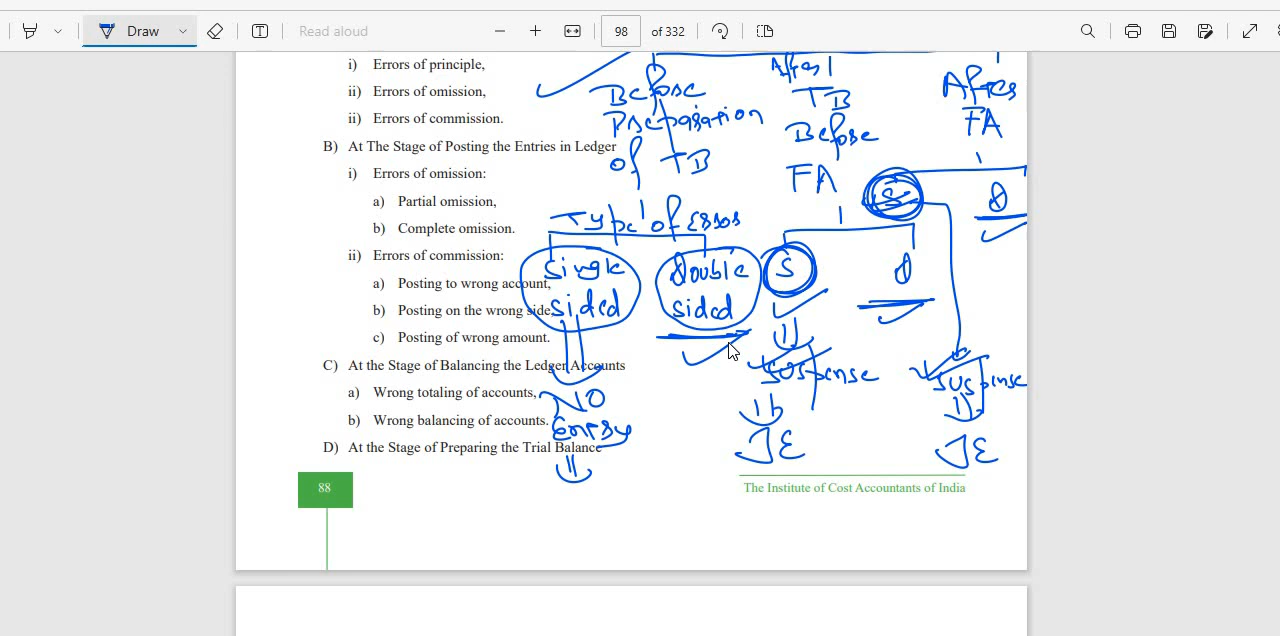 Draw
Read aloud
98 of 332
i) Errors of principle,
ii) Errors of omission,
ii) Errors of commission.
B) At The Stage of Posting the Entries in Ledger
i) Errors of omission:
a) Partial omission,
b) Complete omission.
ii) Errors of commission:
a) Posting to wrong account,
b) Posting on the wrong side,
c) Posting of wrong amount.
C) At the Stage of Balancing the Ledger Accounts
a) Wrong totaling of accounts,
b) Wrong balancing of accounts.
D) At the Stage of Preparing the Trial Balance
Before
Preparation
of TB
Type of Errors
Single
sided
NO
Entry
Double
sided
After
TB
Before
FA
S
D
Suspense
JE
After
FA
S
D
Suspense
JE
88
The Institute of Cost Accountants of India